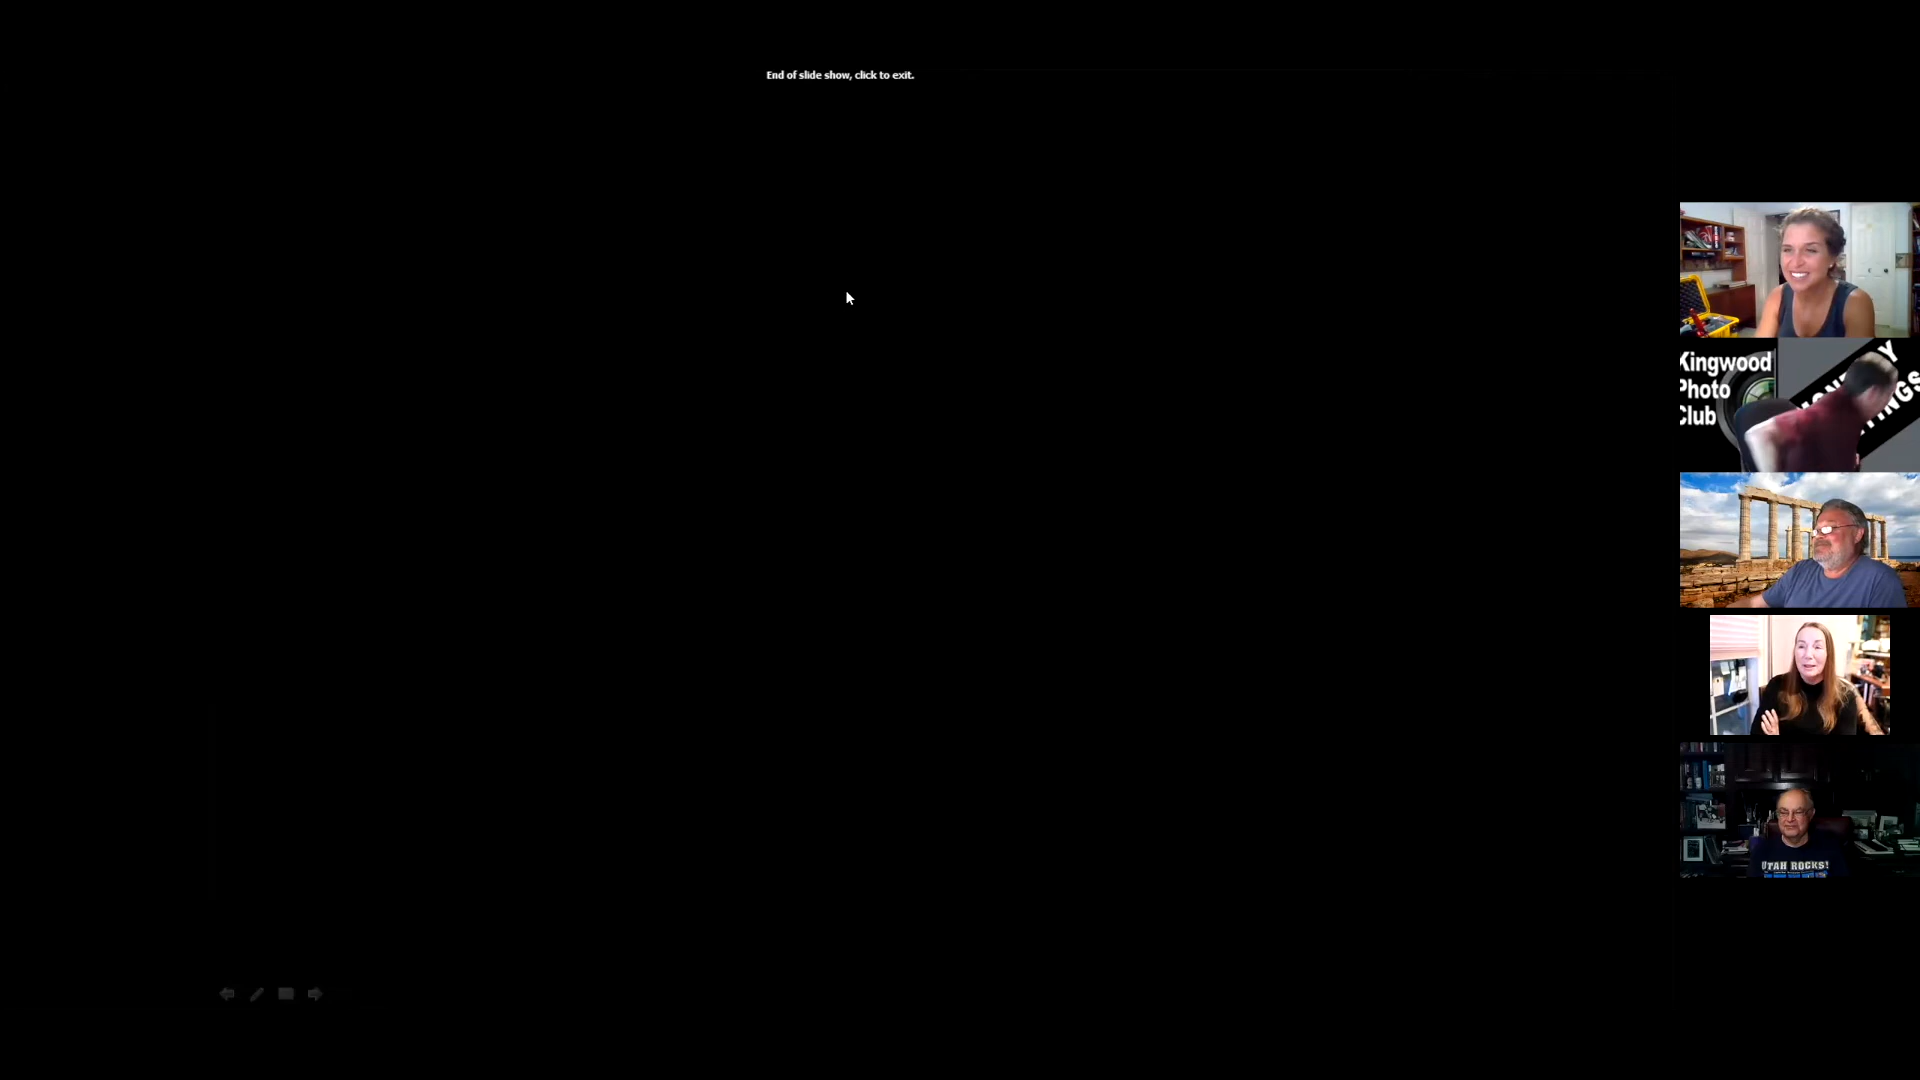 End of slide show, click to exit.
Kingwood
Photo
Club
UTAH ROCKS!